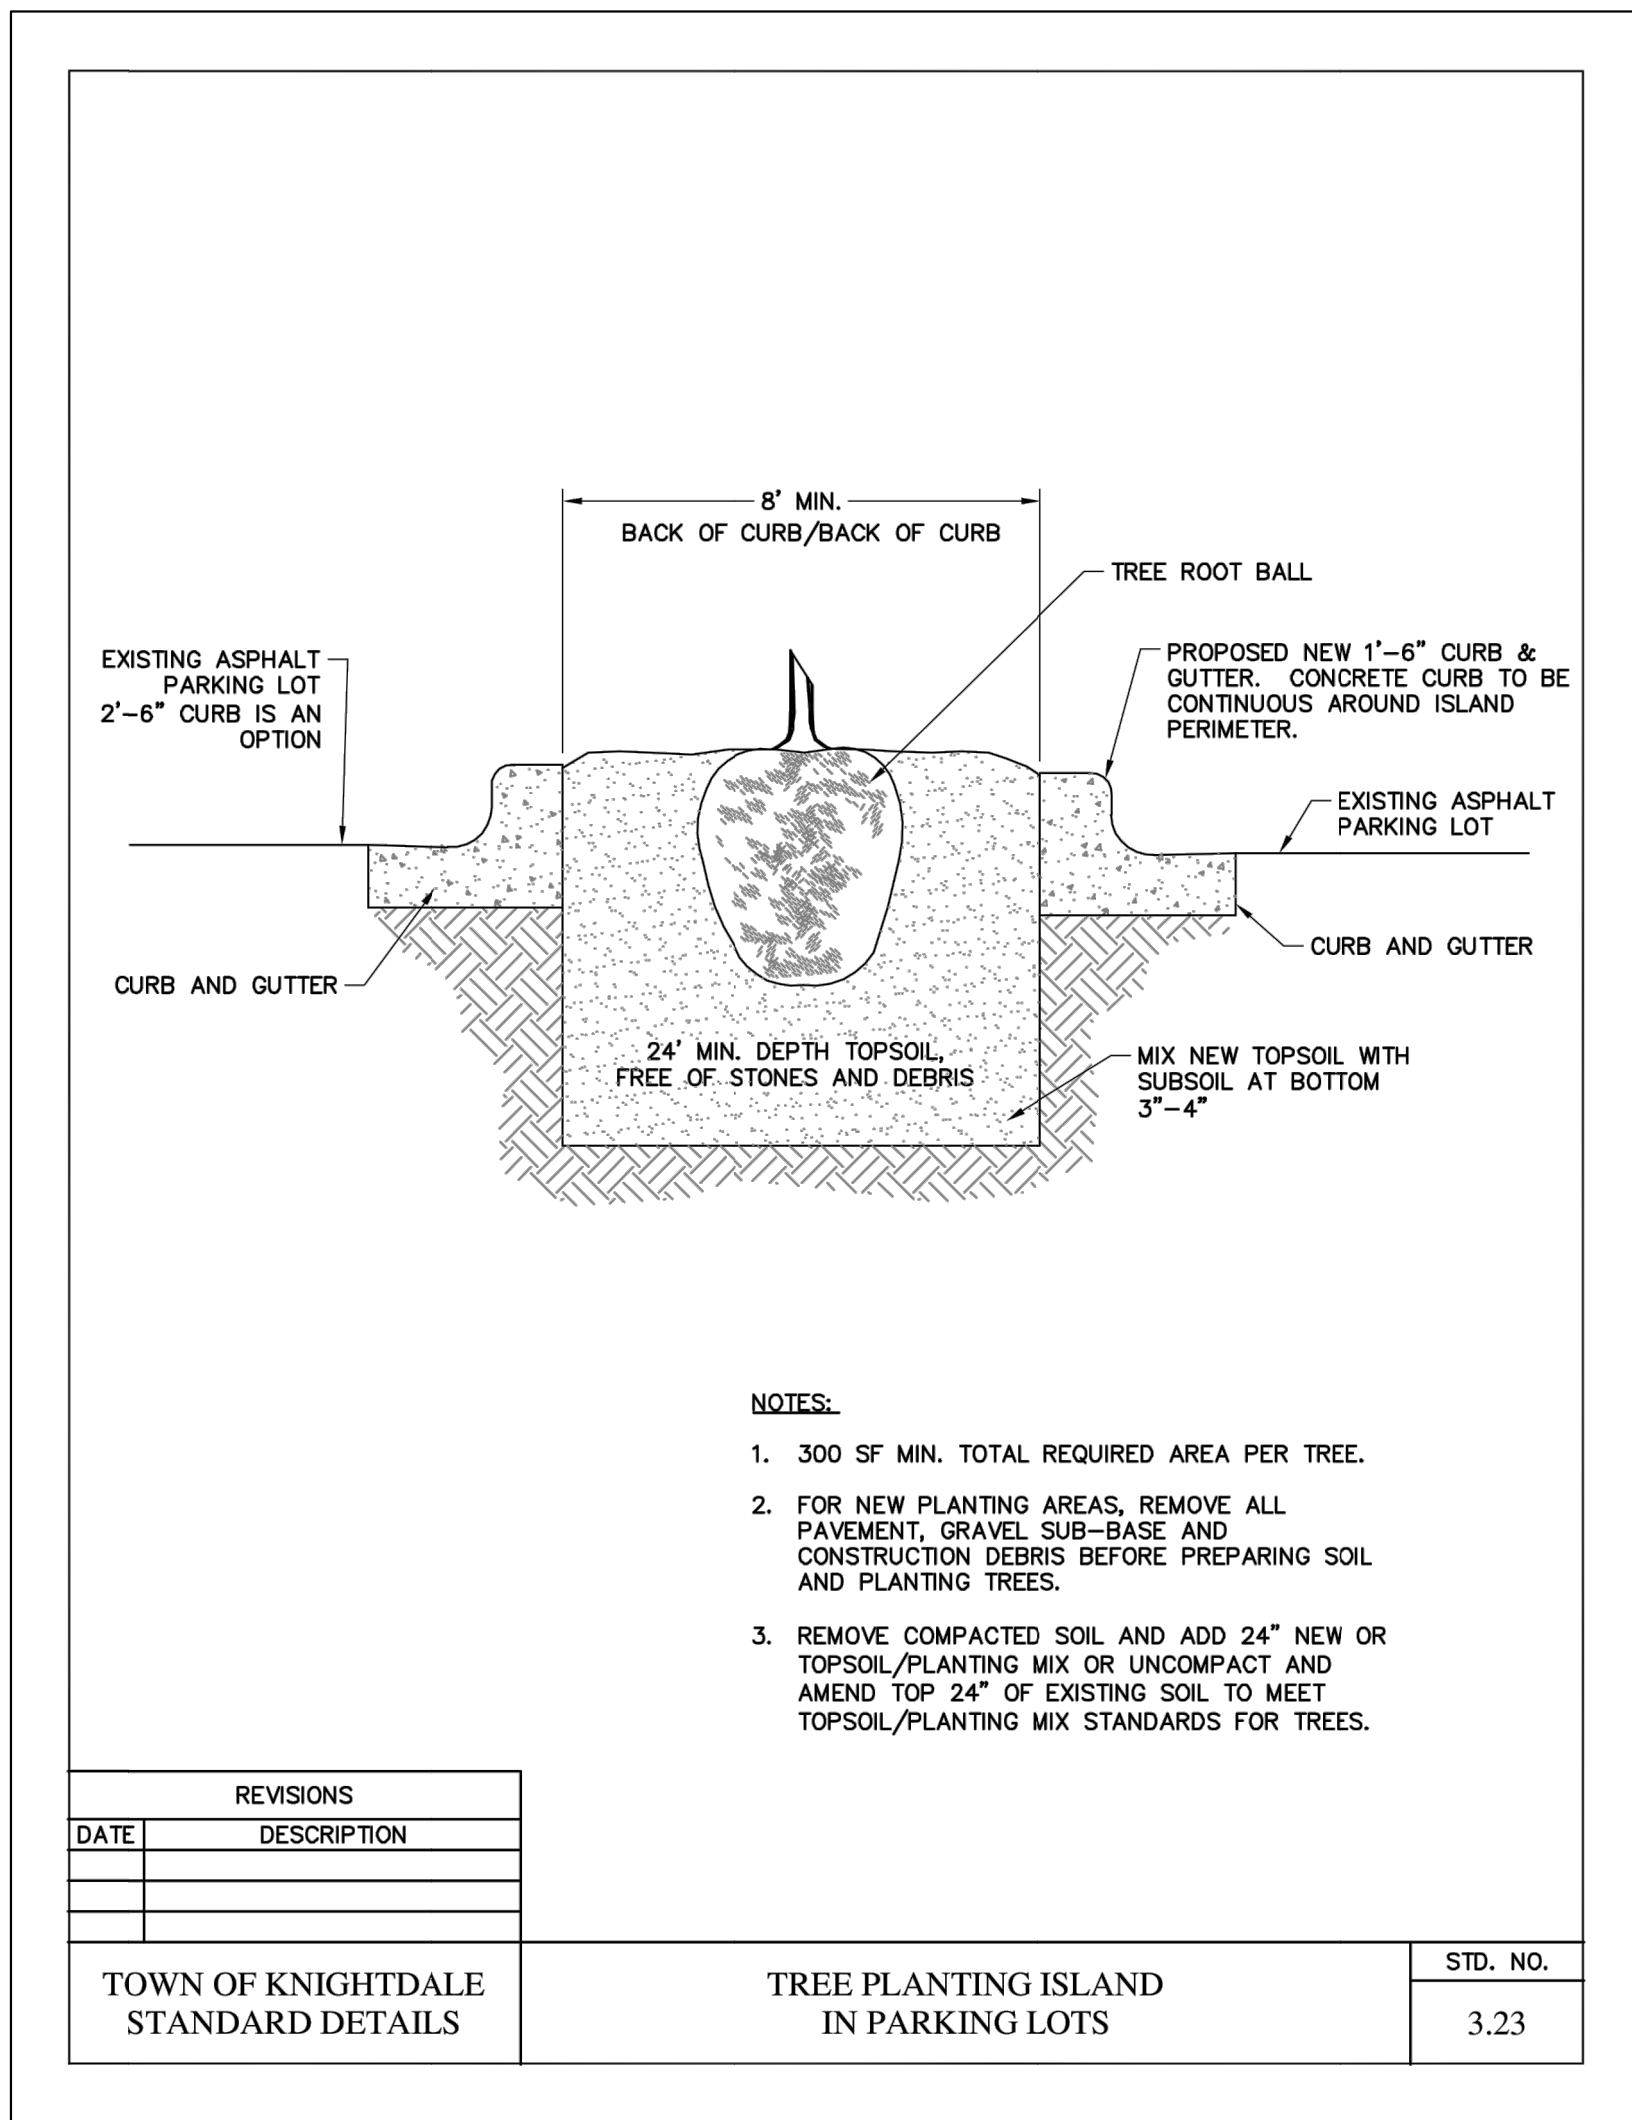 8' MIN.
BACK OF CURB/BACK OF CURB
TREE ROOT BALL
EXISTING ASPHALT
PARKING LOT
2'-6" CURB IS AN
OPTION
PROPOSED NEW 1'-6" CURB &
GUTTER. CONCRETE CURB TO BE
CONTINUOUS AROUND ISLAND
PERIMETER.
EXISTING ASPHALT
PARKING LOT
CURB AND GUTTER
CURB AND GUTTER
24' MIN. DEPTH TOPSOIL,
FREE OF STONES AND DEBRIS
MIX NEW TOPSOIL WITH
SUBSOIL AT BOTTOM
3"-4"
NOTES:
1. 300 SF MIN. TOTAL REQUIRED AREA PER TREE.
2. FOR NEW PLANTING AREAS, REMOVE ALL
PAVEMENT, GRAVEL SUB-BASE AND
CONSTRUCTION DEBRIS BEFORE PREPARING SOIL
AND PLANTING TREES.
3. REMOVE COMPACTED SOIL AND ADD 24" NEW OR
TOPSOIL/PLANTING MIX OR UNCOMPACT AND
AMEND TOP 24" OF EXISTING SOIL TO MEET
TOPSOIL/PLANTING MIX STANDARDS FOR TREES.
REVISIONS
DATE DESCRIPTION
TOWN OF KNIGHTDALE
STANDARD DETAILS
TREE PLANTING ISLAND
IN PARKING LOTS
STD. NO.
3.23